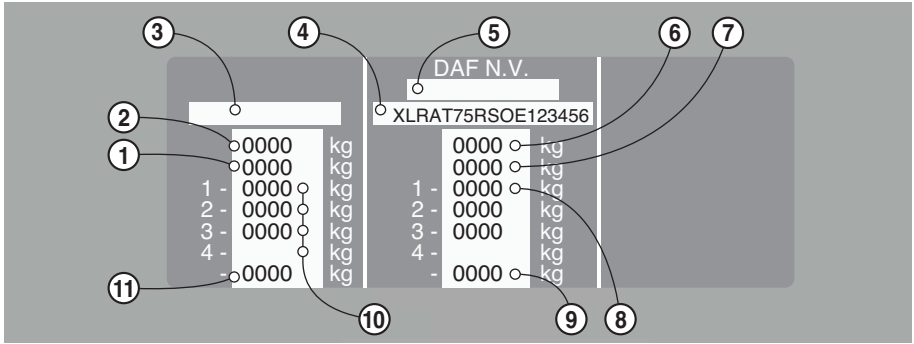 3 4 5 6 7
DAF N.V.
XLRAT75RSOE123456
2 0000 kg 0000 kg
1 0000 kg 0000 kg
1 - 0000 kg 1 - 0000 kg
2 - 0000 kg 2 - 0000 kg
3 - 0000 kg 3 - 0000 kg
4 - kg 4 - kg
- 0000 kg - 0000 kg
11 10 9 8